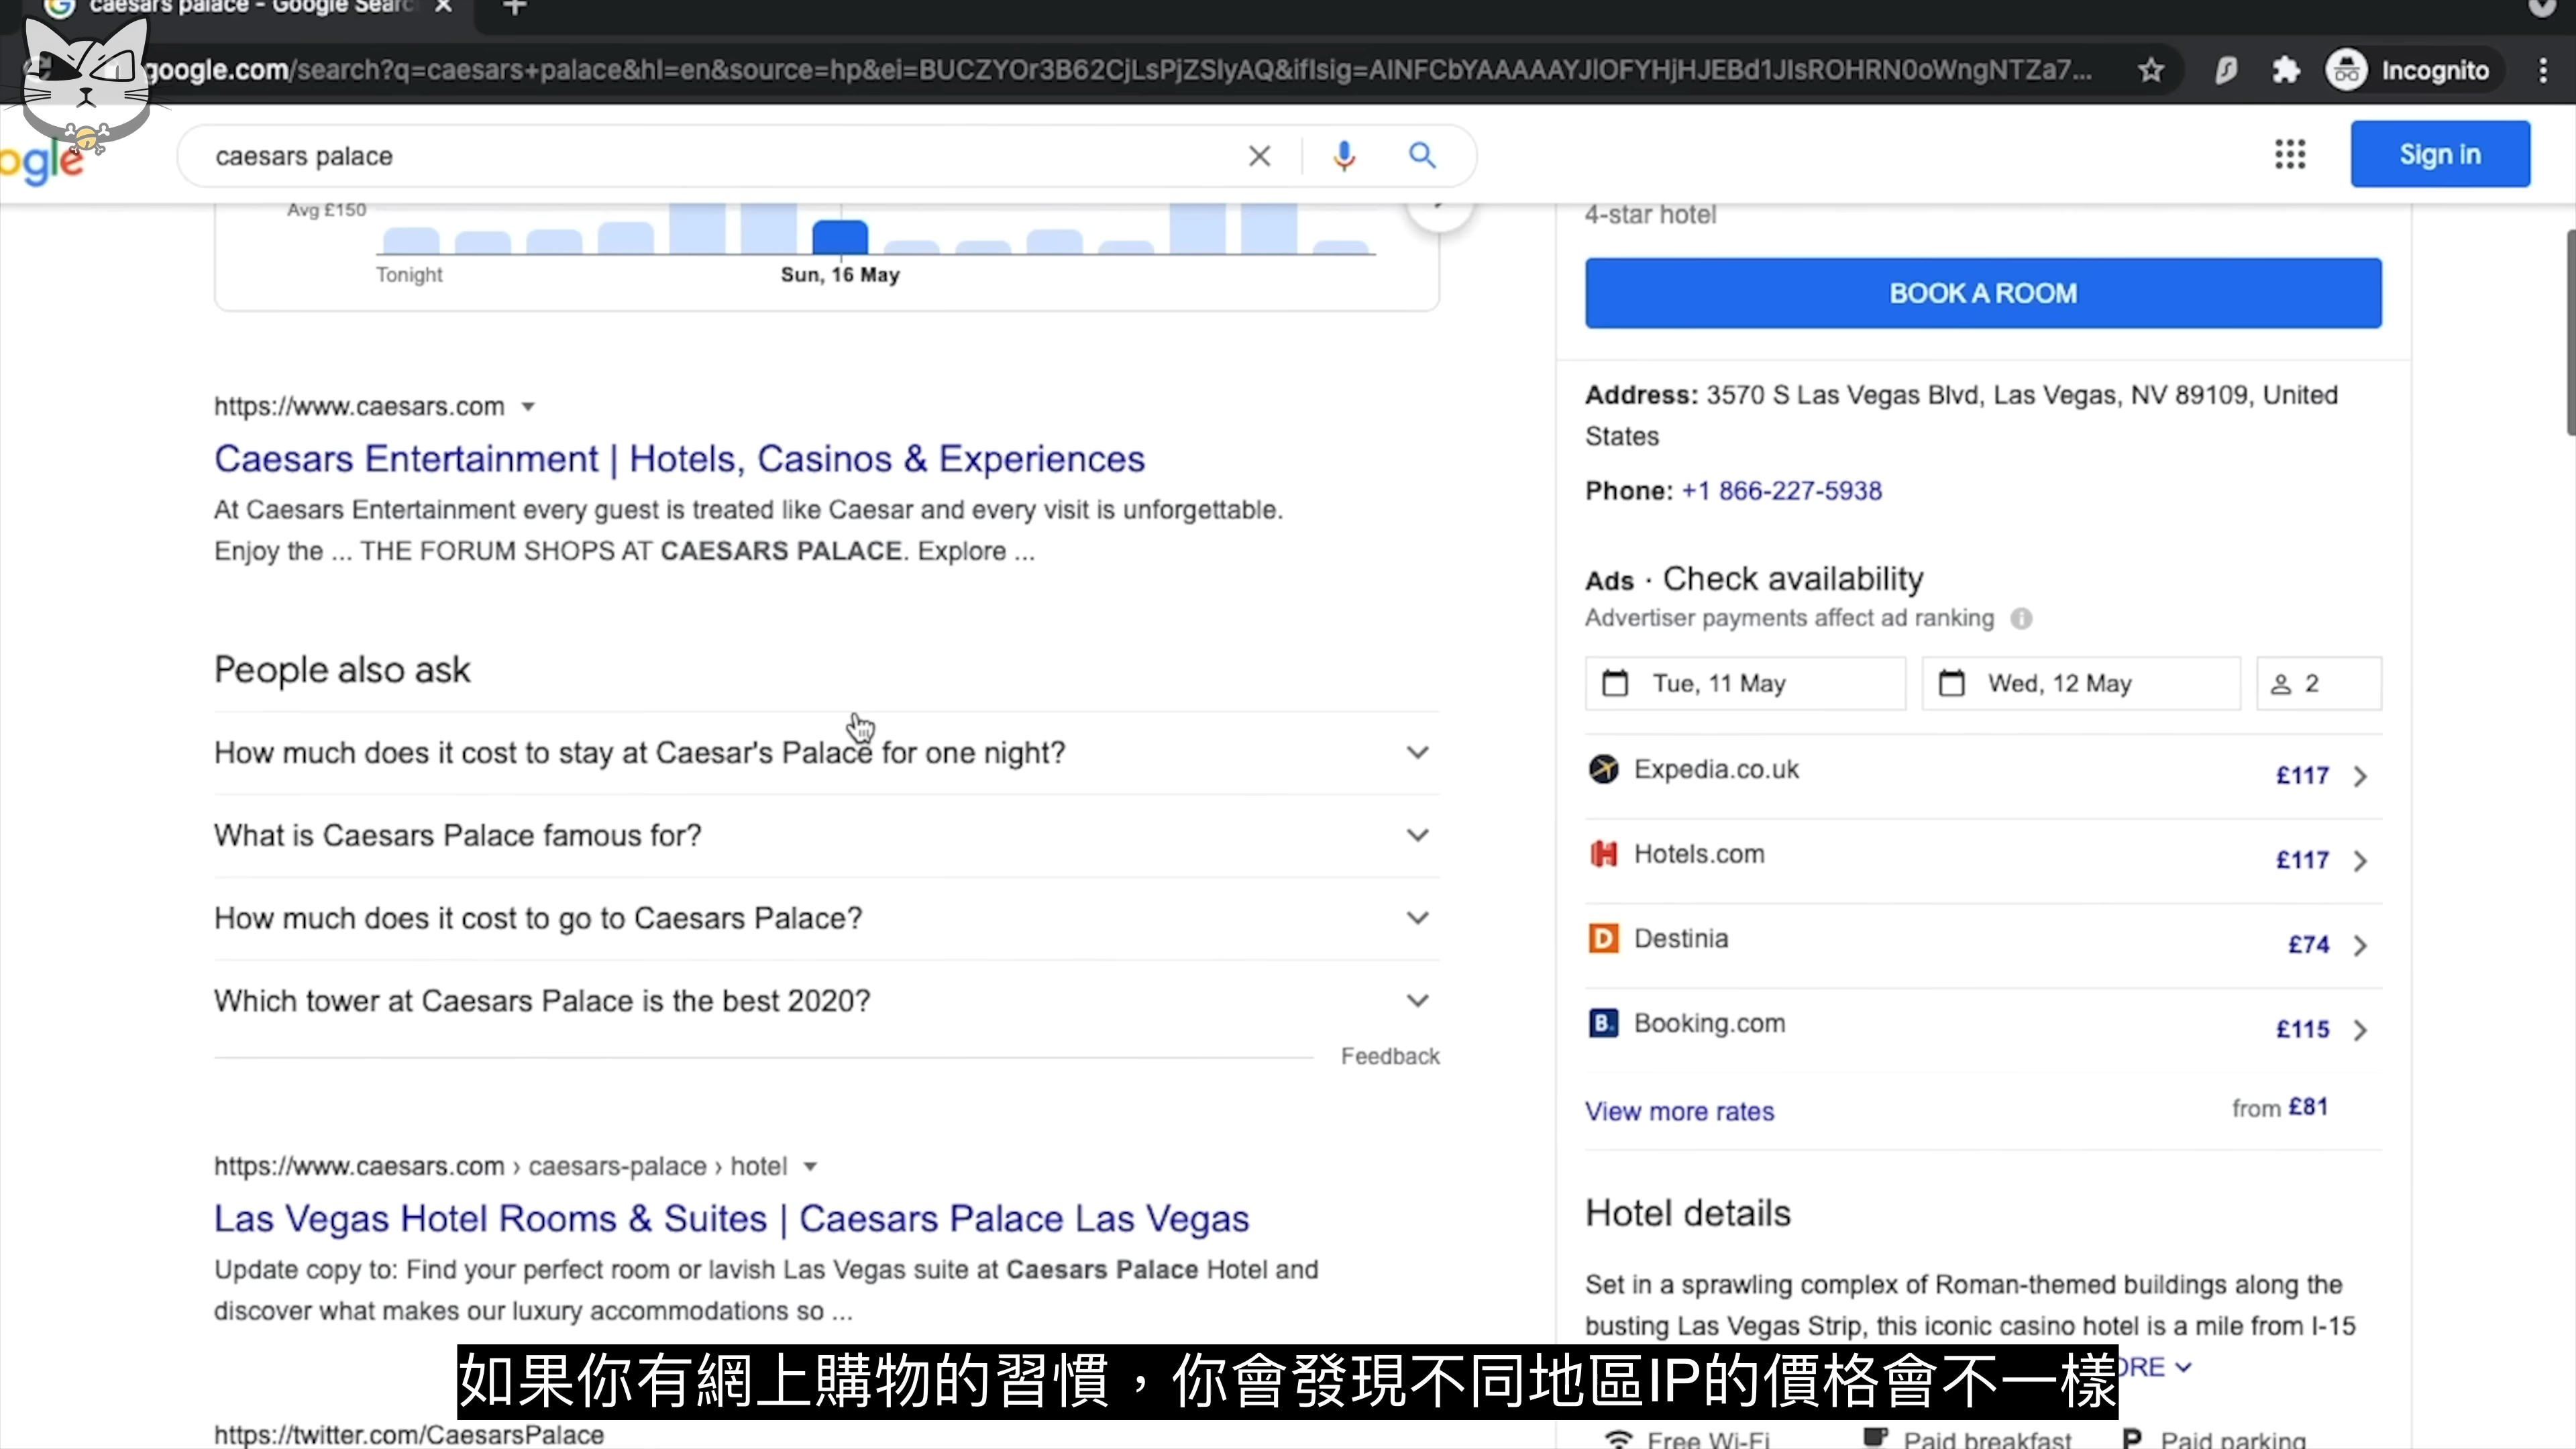 caesars palace - Google Searc
google.com/search?q=caesars+palace&hl=en&source=hp&ei=BUCZYOr3B62CjLsPjZSIyAQ&iflsig=AINFCbYAAAAAYJlOFYHjHJEBd1JlsROHRN0oWngNTZa7...
Incognito
ogle
caesars palace
Sign in
Avg £150
Tonight
Sun, 16 May
https://www.caesars.com
Caesars Entertainment | Hotels, Casinos & Experiences
At Caesars Entertainment every guest is treated like Caesar and every visit is unforgettable.
Enjoy the ... THE FORUM SHOPS AT CAESARS PALACE. Explore ...
People also ask
How much does it cost to stay at Caesar's Palace for one night?
What is Caesars Palace famous for?
How much does it cost to go to Caesars Palace?
Which tower at Caesars Palace is the best 2020?
Feedback
https://www.caesars.com › caesars-palace › hotel
Las Vegas Hotel Rooms & Suites | Caesars Palace Las Vegas
Update copy to: Find your perfect room or lavish Las Vegas suite at Caesars Palace Hotel and
discover what makes our luxury accommodations so ...
https://twitter.com/CaesarsPalace
4-star hotel
BOOK A ROOM
Address: 3570 S Las Vegas Blvd, Las Vegas, NV 89109, United
States
Phone: +1 866-227-5938
Ads · Check availability
Advertiser payments affect ad ranking
Tue, 11 May
Wed, 12 May
2
Expedia.co.uk £117
Hotels.com £117
Destinia £74
Booking.com £115
View more rates from £81
Hotel details
Set in a sprawling complex of Roman-themed buildings along the
busting Las Vegas Strip, this iconic casino hotel is a mile from I-15
ORE
Free Wi-Fi
Paid breakfast
Paid parking
如果你有網上購物的習慣，你會發現不同地區IP的價格會不一樣